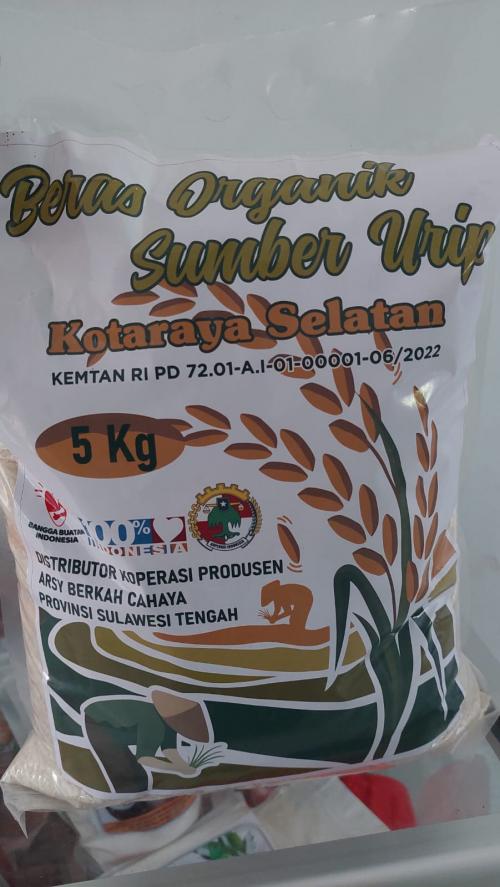 Beras Organik
Sumber Urip
Kotaraya Selatan
KEMTAN RI PD 72.01-A.I-01-00001-06/2022
5 Kg
BANGGA BUATAN
INDONESIA
100%
INDONESIA
DISTRIBUTOR KOPERASI PRODUSEN
ARSY BERKAH CAHAYA
PROVINSI SULAWESI TENGAH